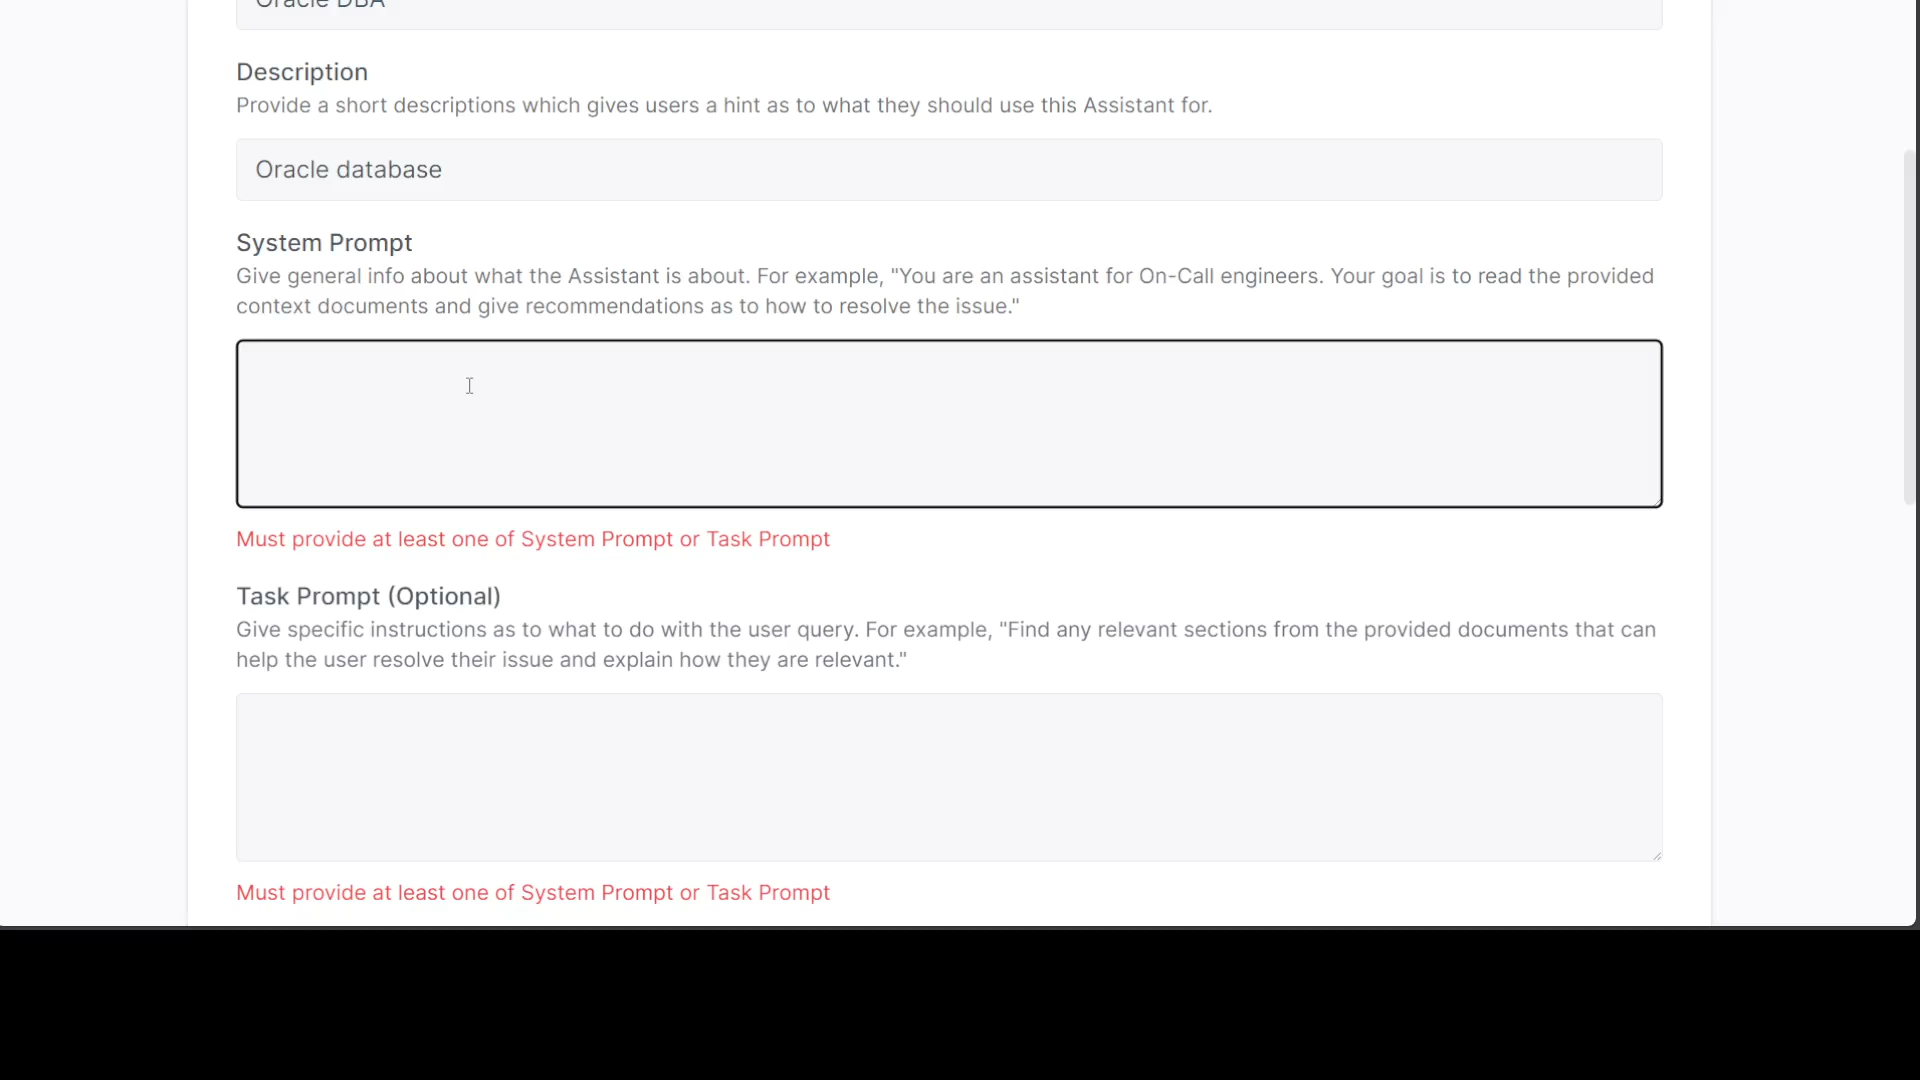 Oracle DBA
Description
Provide a short descriptions which gives users a hint as to what they should use this Assistant for.
Oracle database
System Prompt
Give general info about what the Assistant is about. For example, "You are an assistant for On-Call engineers. Your goal is to read the provided
context documents and give recommendations as to how to resolve the issue."
Must provide at least one of System Prompt or Task Prompt
Task Prompt (Optional)
Give specific instructions as to what to do with the user query. For example, "Find any relevant sections from the provided documents that can
help the user resolve their issue and explain how they are relevant."
Must provide at least one of System Prompt or Task Prompt